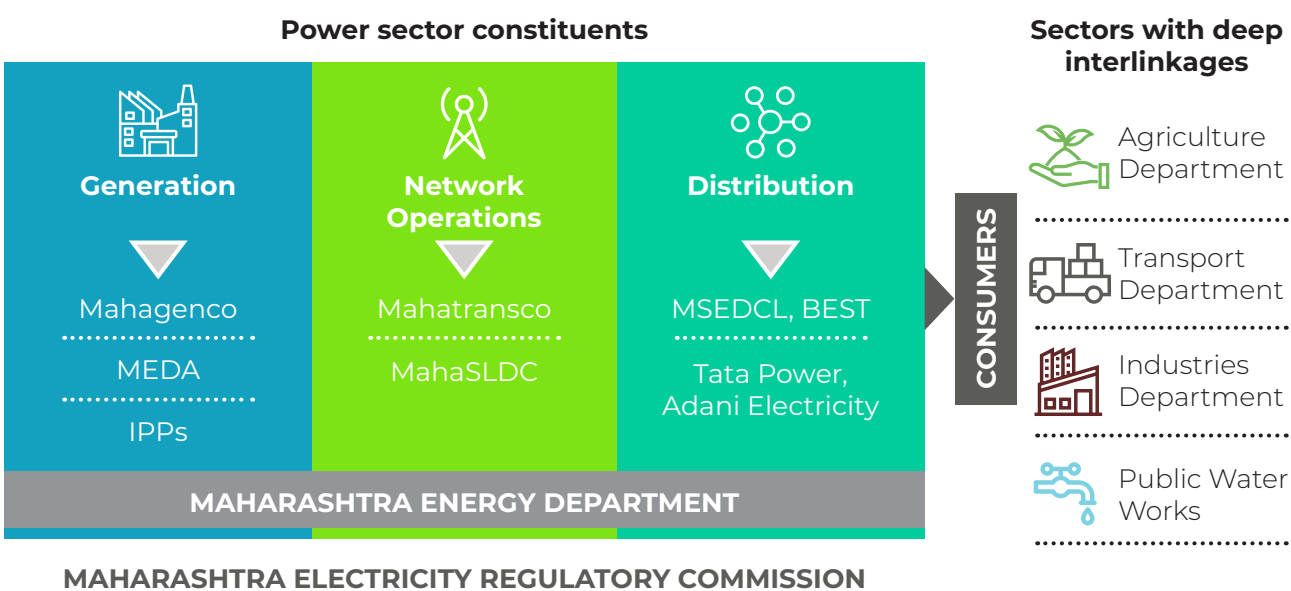 Power sector constituents
Generation
Mahagenco
MEDA
IPPs
Network
Operations
Mahatransco
MahaSLDC
Distribution
MSEDCL, BEST
Tata Power,
Adani Electricity
MAHARASHTRA ENERGY DEPARTMENT
MAHARASHTRA ELECTRICITY REGULATORY COMMISSION
CONSUMERS
Sectors with deep
interlinkages
Agriculture
Department
Transport
Department
Industries
Department
Public Water
Works